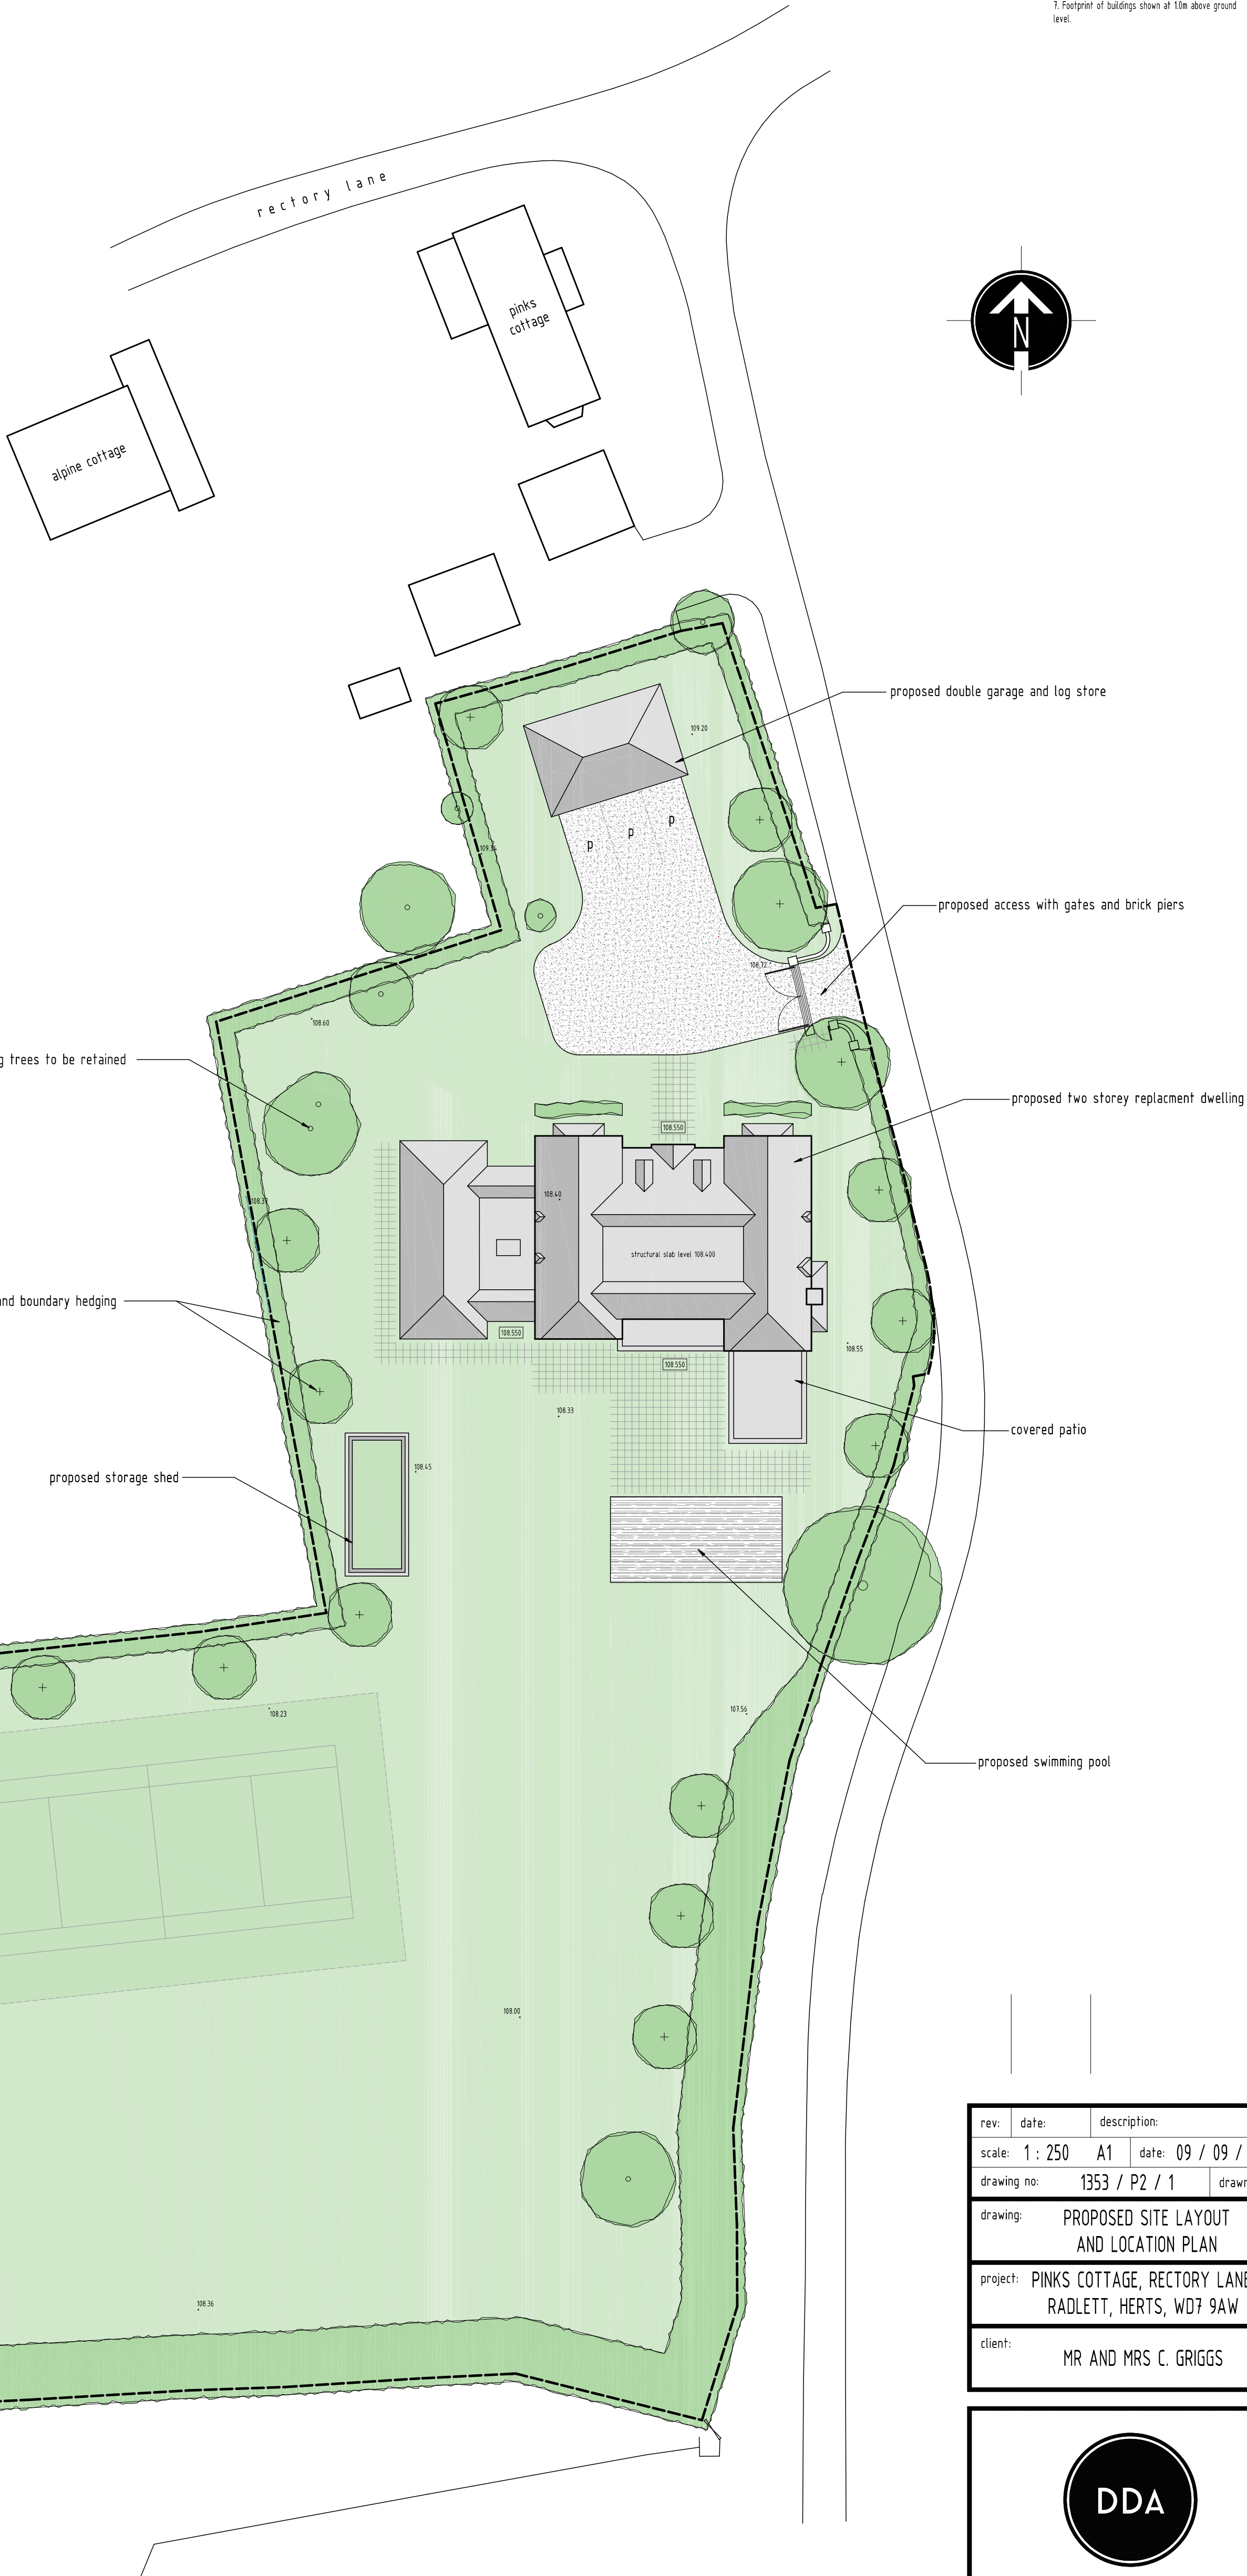 7. Footprint of buildings shown at 1.0m above ground
level.
rectory lane
pinks
cottage
N
alpine cottage
proposed double garage and log store
109.20
p
p
p
109.34
proposed access with gates and brick piers
108.72
108.60
g trees to be retained
proposed two storey replacment dwelling
108.550
108.40
108.37
structural slab level 108.400
nd boundary hedging
108.550
108.550
108.55
108.33
covered patio
108.45
proposed storage shed
108.23
107.56
proposed swimming pool
108.00
rev: date: description:
scale: 1 : 250 A1 date: 09 / 09 /
drawing no: 1353 / P2 / 1 drawn
drawing: PROPOSED SITE LAYOUT
AND LOCATION PLAN
project: PINKS COTTAGE, RECTORY LANE
RADLETT, HERTS, WD7 9AW
108.36
client:
MR AND MRS C. GRIGGS
DDA